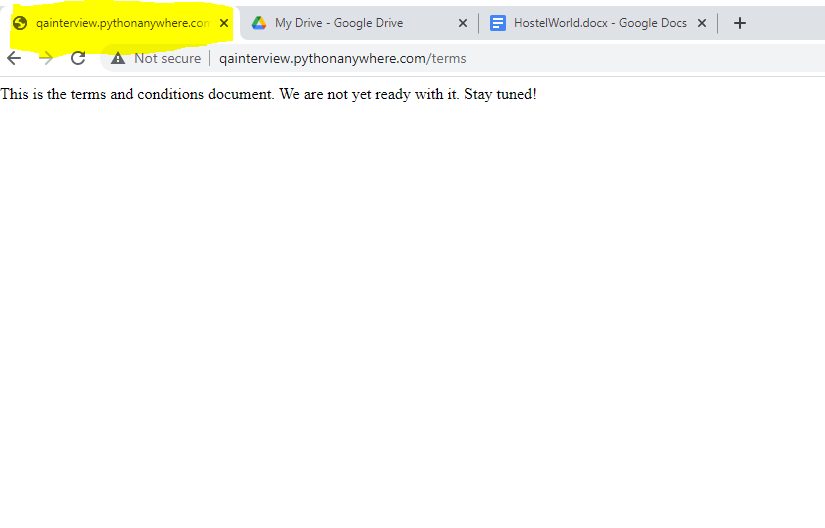 qainterview.pythonanywhere.com
My Drive - Google Drive
HostelWorld.docx - Google Docs
Not secure
qainterview.pythonanywhere.com/terms
This is the terms and conditions document. We are not yet ready with it. Stay tuned!